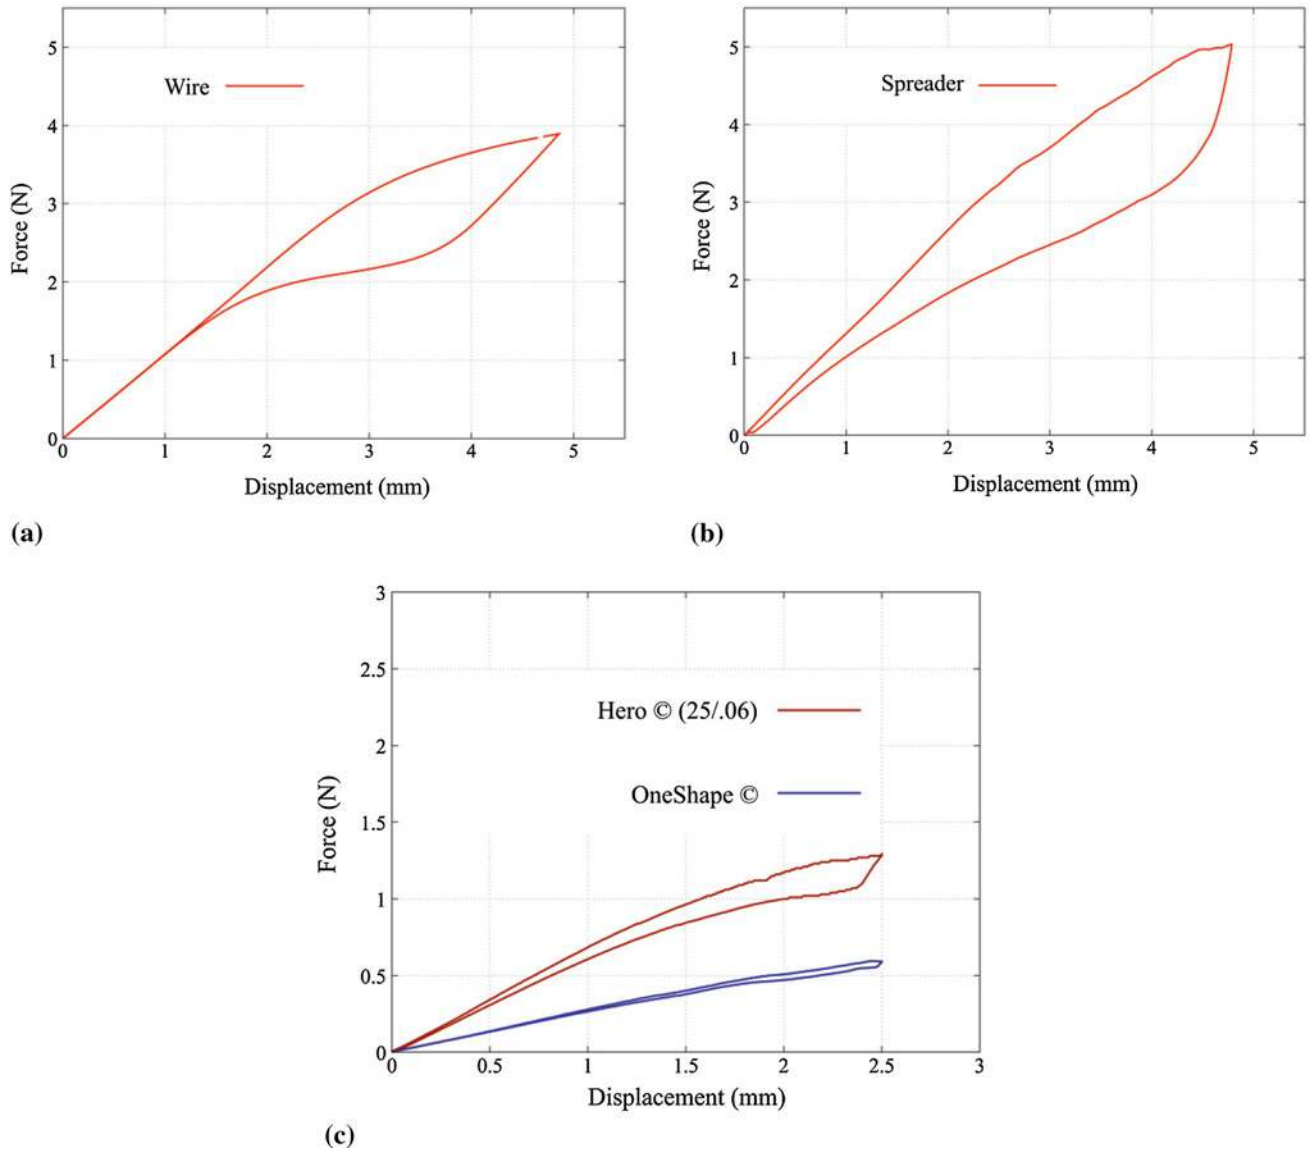 5
4
3
2
1
0
Force (N)
Wire
0 1 2 3 4 5
Displacement (mm)
(a)
5
4
3
2
1
0
Force (N)
Spreader
0 1 2 3 4 5
Displacement (mm)
(b)
3
2.5
2
1.5
1
0.5
0
Force (N)
Hero © (25/.06)
OneShape ©
0 0.5 1 1.5 2 2.5 3
Displacement (mm)
(c)